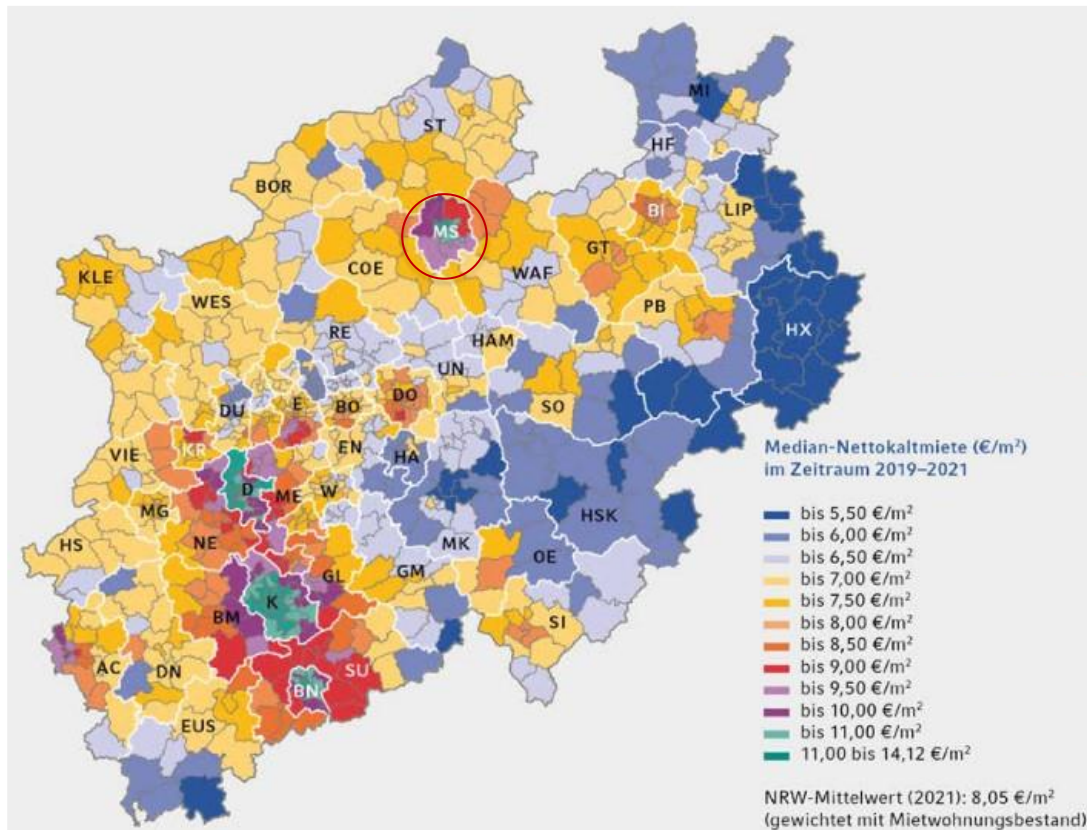 MI
ST
HF
BOR
BI
LIP
MS
GT
COE
WAF
KLE
WES
PB
RE
HX
HAM
UN
DU
E
BO
DO
SO
KR
EN
VIE
HA
D
ME
W
MG
HSK
NE
HS
MK
OE
GL
GM
K
BM
SI
AC
DN
SU
BN
EUS
Median-Nettokaltmiete (€/m²)
im Zeitraum 2019–2021
bis 5,50 €/m²
bis 6,00 €/m²
bis 6,50 €/m²
bis 7,00 €/m²
bis 7,50 €/m²
bis 8,00 €/m²
bis 8,50 €/m²
bis 9,00 €/m²
bis 9,50 €/m²
bis 10,00 €/m²
bis 11,00 €/m²
11,00 bis 14,12 €/m²
NRW-Mittelwert (2021): 8,05 €/m²
(gewichtet mit Mietwohnungsbestand)